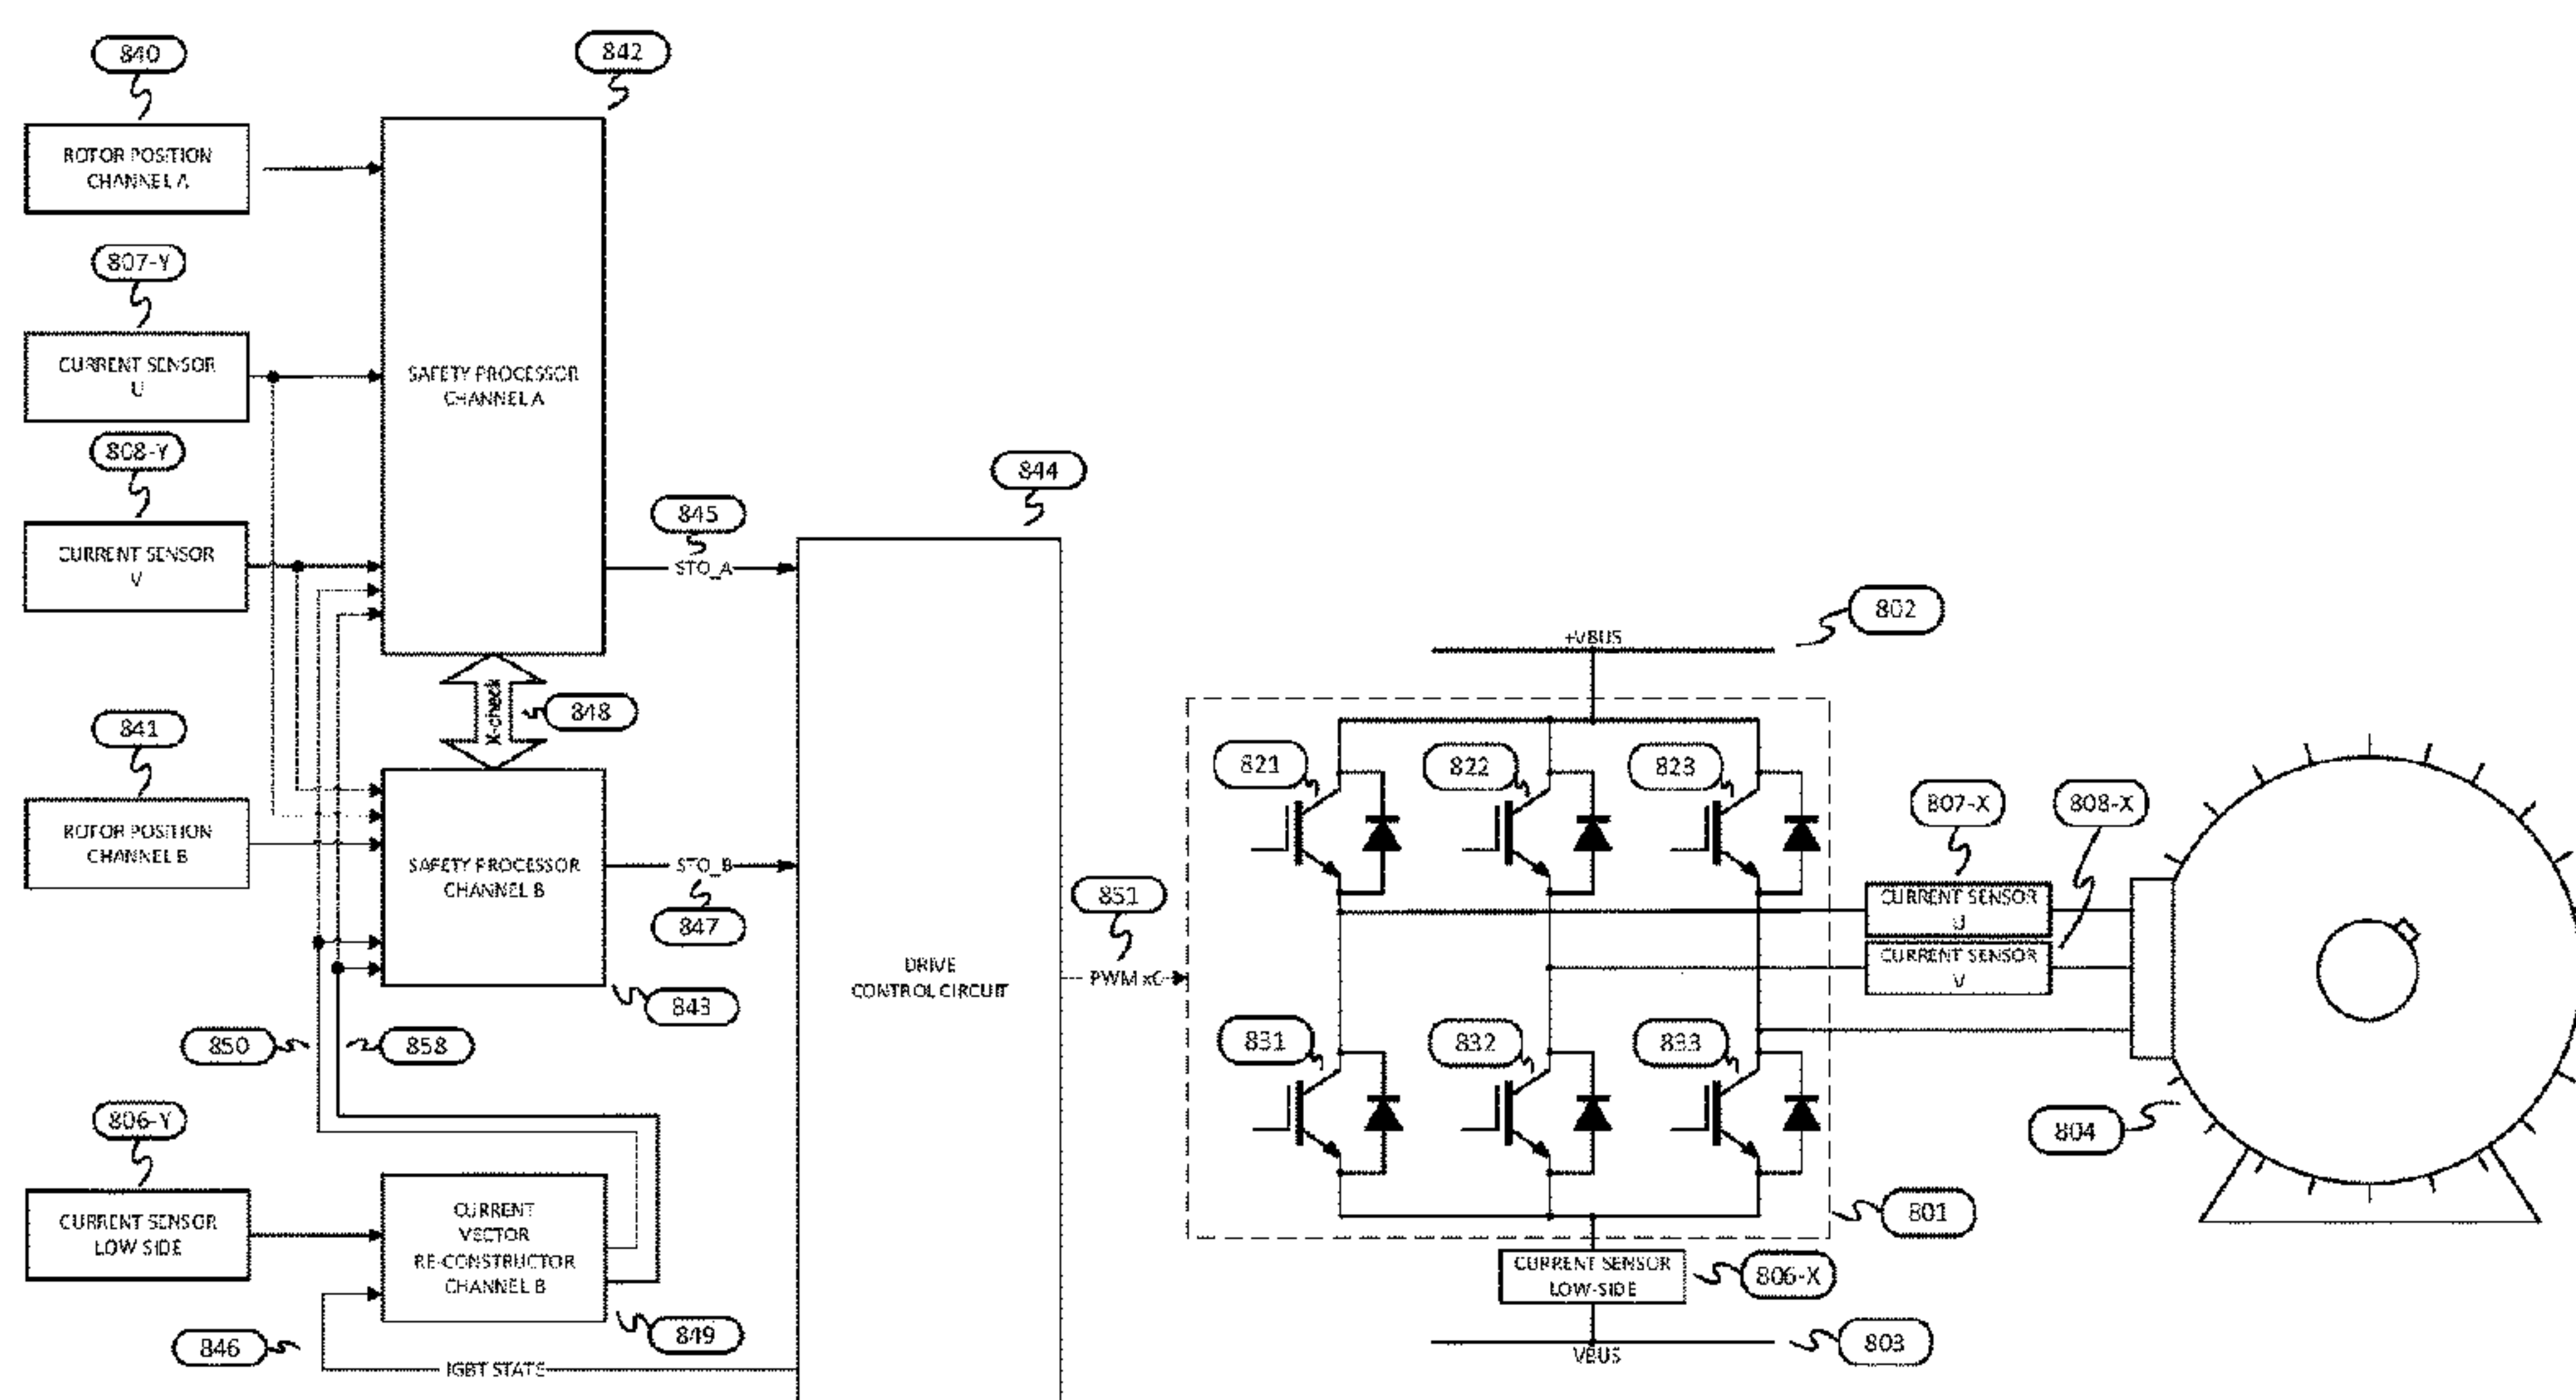 840
842
ROTOR POSITION
CHANNEL A
807-Y
CURRENT SENSOR
U
SAFETY PROCESSOR
CHANNEL A
808-Y
CURRENT SENSOR
V
845
STO_A
844
802
+VBUS
X-check
848
841
ROTOR POSITION
CHANNEL B
SAFETY PROCESSOR
CHANNEL B
STO_B
847
843
DRIVE
CONTROL CIRCUIT
851
821
822
823
807-X
808-X
CURRENT SENSOR
U
CURRENT SENSOR
V
831
832
833
804
850
858
806-Y
CURRENT SENSOR
LOW SIDE
CURRENT
VECTOR
RE-CONSTRUCTOR
CHANNEL B
849
846
IGBT STATE
801
CURRENT SENSOR
LOW-SIDE
806-X
803
VBUS
PWM